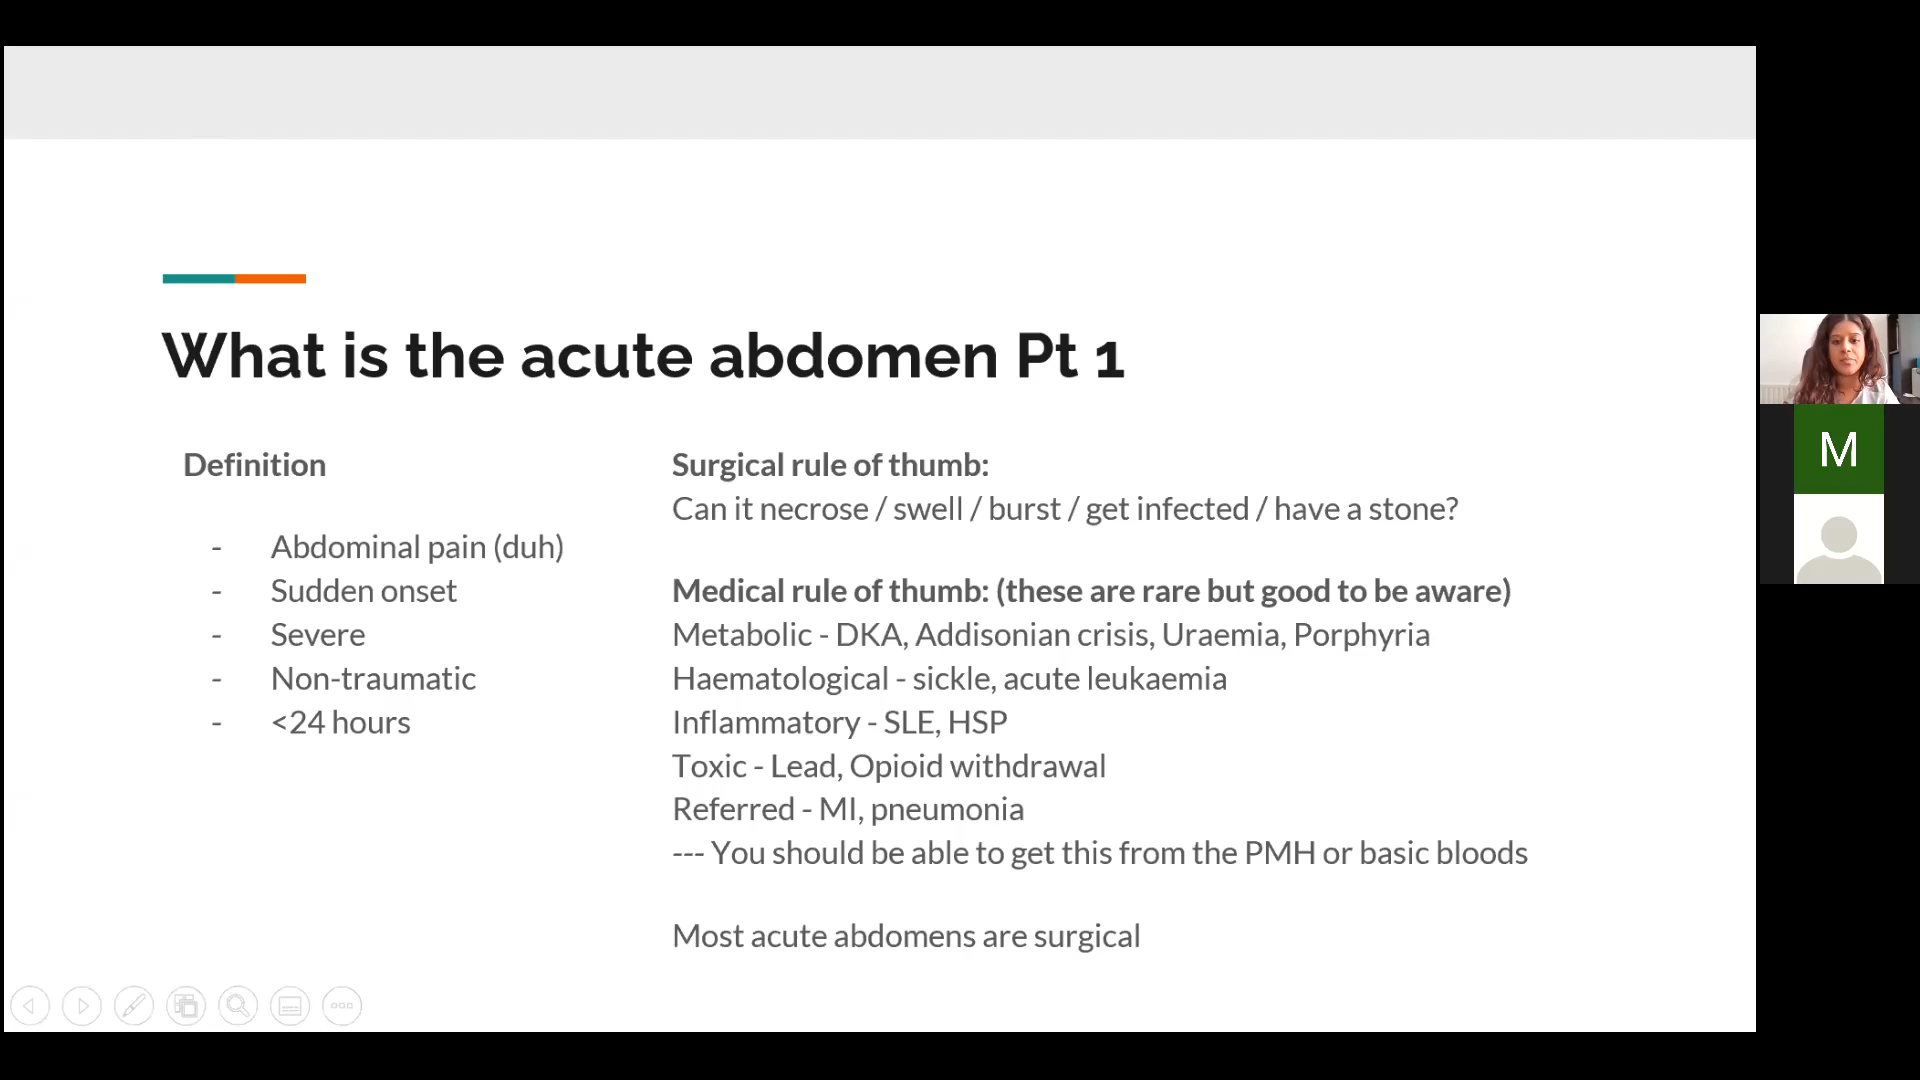 What is the acute abdomen Pt 1
Definition
- Abdominal pain (duh)
- Sudden onset
- Severe
- Non-traumatic
- <24 hours
Surgical rule of thumb:
Can it necrose / swell / burst / get infected / have a stone?
Medical rule of thumb: (these are rare but good to be aware)
Metabolic - DKA, Addisonian crisis, Uraemia, Porphyria
Haematological - sickle, acute leukaemia
Inflammatory - SLE, HSP
Toxic - Lead, Opioid withdrawal
Referred - MI, pneumonia
--- You should be able to get this from the PMH or basic bloods
Most acute abdomens are surgical
M